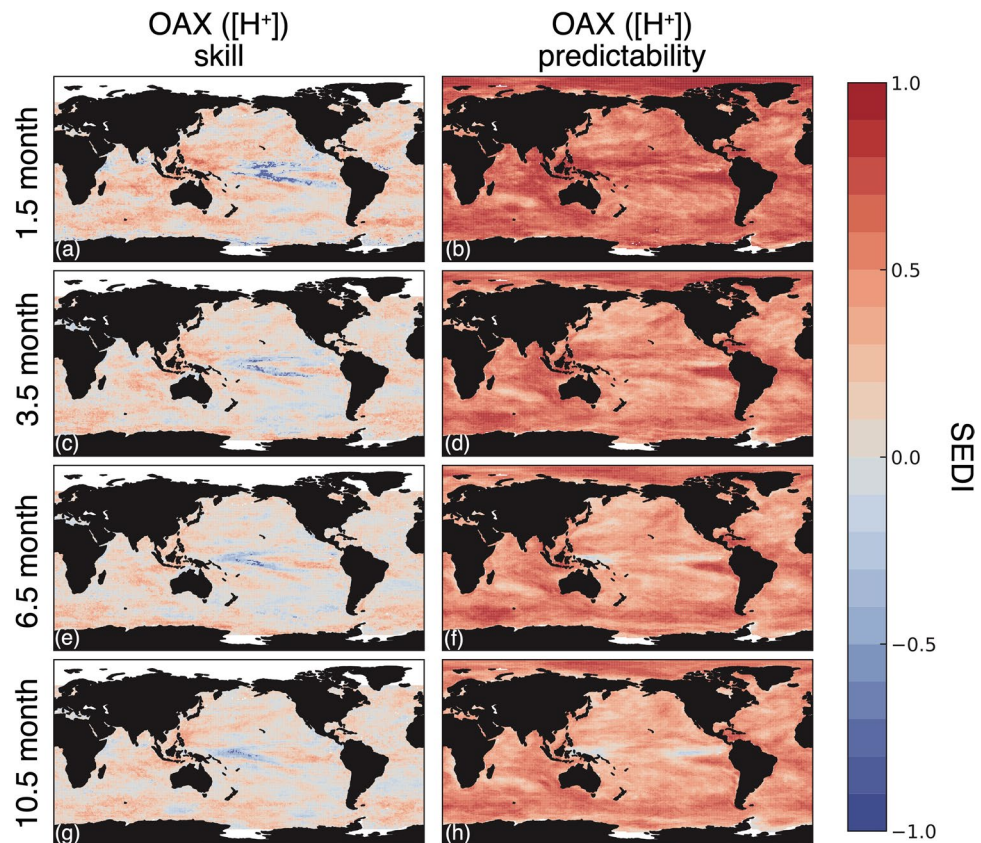 OAX ([H⁺])
skill
OAX ([H⁺])
predictability
1.5 month
(a)
(b)
3.5 month
(c)
(d)
6.5 month
(e)
(f)
10.5 month
(g)
(h)
1.0
0.5
0.0
−0.5
−1.0
SEDI